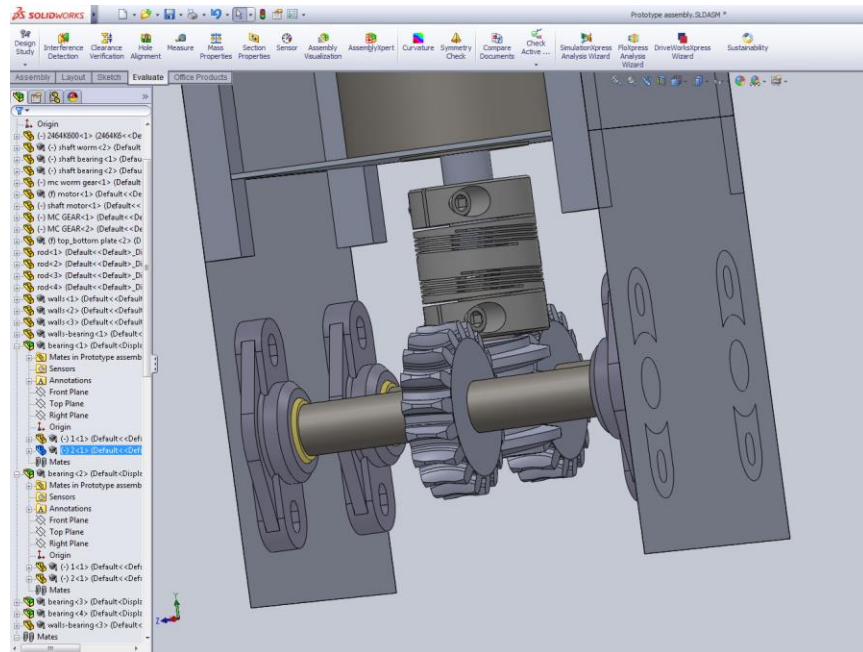 SOLIDWORKS
Prototype assembly.SLDASM *
Design Study
Interference Detection
Clearance Verification
Hole Alignment
Measure
Mass Properties
Section Properties
Sensor
Assembly Visualization
AssemblyXpert
Curvature
Symmetry Check
Compare Documents
Check Active ...
SimulationXpress Analysis Wizard
FloXpress Analysis Wizard
DriveWorksXpress Wizard
Sustainability
Assembly Layout Sketch Evaluate Office Products
Origin
(-) 2464K600<1> (2464K6<<De
(-) shaft worm<2> (Default
(-) shaft bearing<1> (Defau
(-) shaft bearing<2> (Defau
(-) mc worm gear<1> (Default
(f) motor<1> (Default<<De
(-) shaft motor<1> (Default<<
(-) MC GEAR<1> (Default<<De
(-) MC GEAR<2> (Default<<De
(f) top_bottom plate<2> (D
rod<1> (Default<<Default>_Di
rod<2> (Default<<Default>_Di
rod<3> (Default<<Default>_Di
rod<4> (Default<<Default>_Di
walls<1> (Default<<Default
walls<2> (Default<<Default
walls<3> (Default<<Default
walls-bearing<1> (Default<
bearing<1> (Default<Displa
Mates in Prototype assemb
Sensors
A Annotations
Front Plane
Top Plane
Right Plane
Origin
(-) 1<1> (Default<<Defi
(-) 2<1> (Default<<Defi
Mates
bearing<2> (Default<Displa
Mates in Prototype assemb
Sensors
A Annotations
Front Plane
Top Plane
Right Plane
Origin
(-) 1<1> (Default<<Defi
(-) 2<1> (Default<<Defi
Mates
bearing<3> (Default<Displa
bearing<4> (Default<Displa
walls-bearing<3> (Default<
Mates
Y
Z